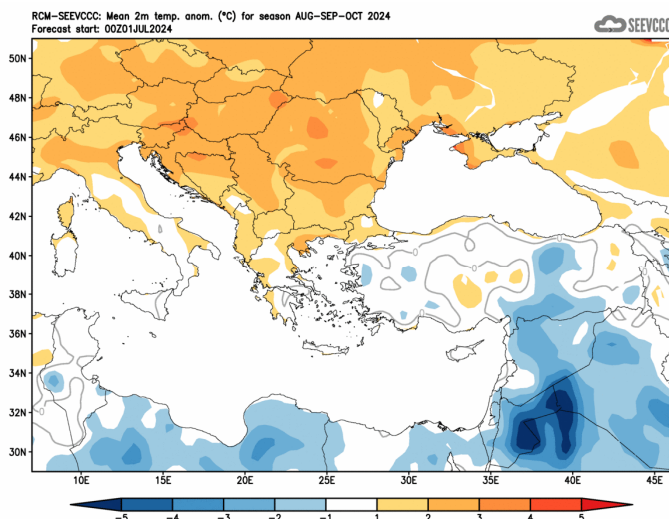 RCM-SEEVCCC: Mean 2m temp. anom. (°C) for season AUG-SEP-OCT 2024
Forecast start: 00Z01JUL2024
SEEVCCC
50N
48N
46N
44N
42N
40N
38N
36N
34N
32N
30N
10E 15E 20E 25E 30E 35E 40E 45E
-5 -4 -3 -2 -1 1 2 3 4 5